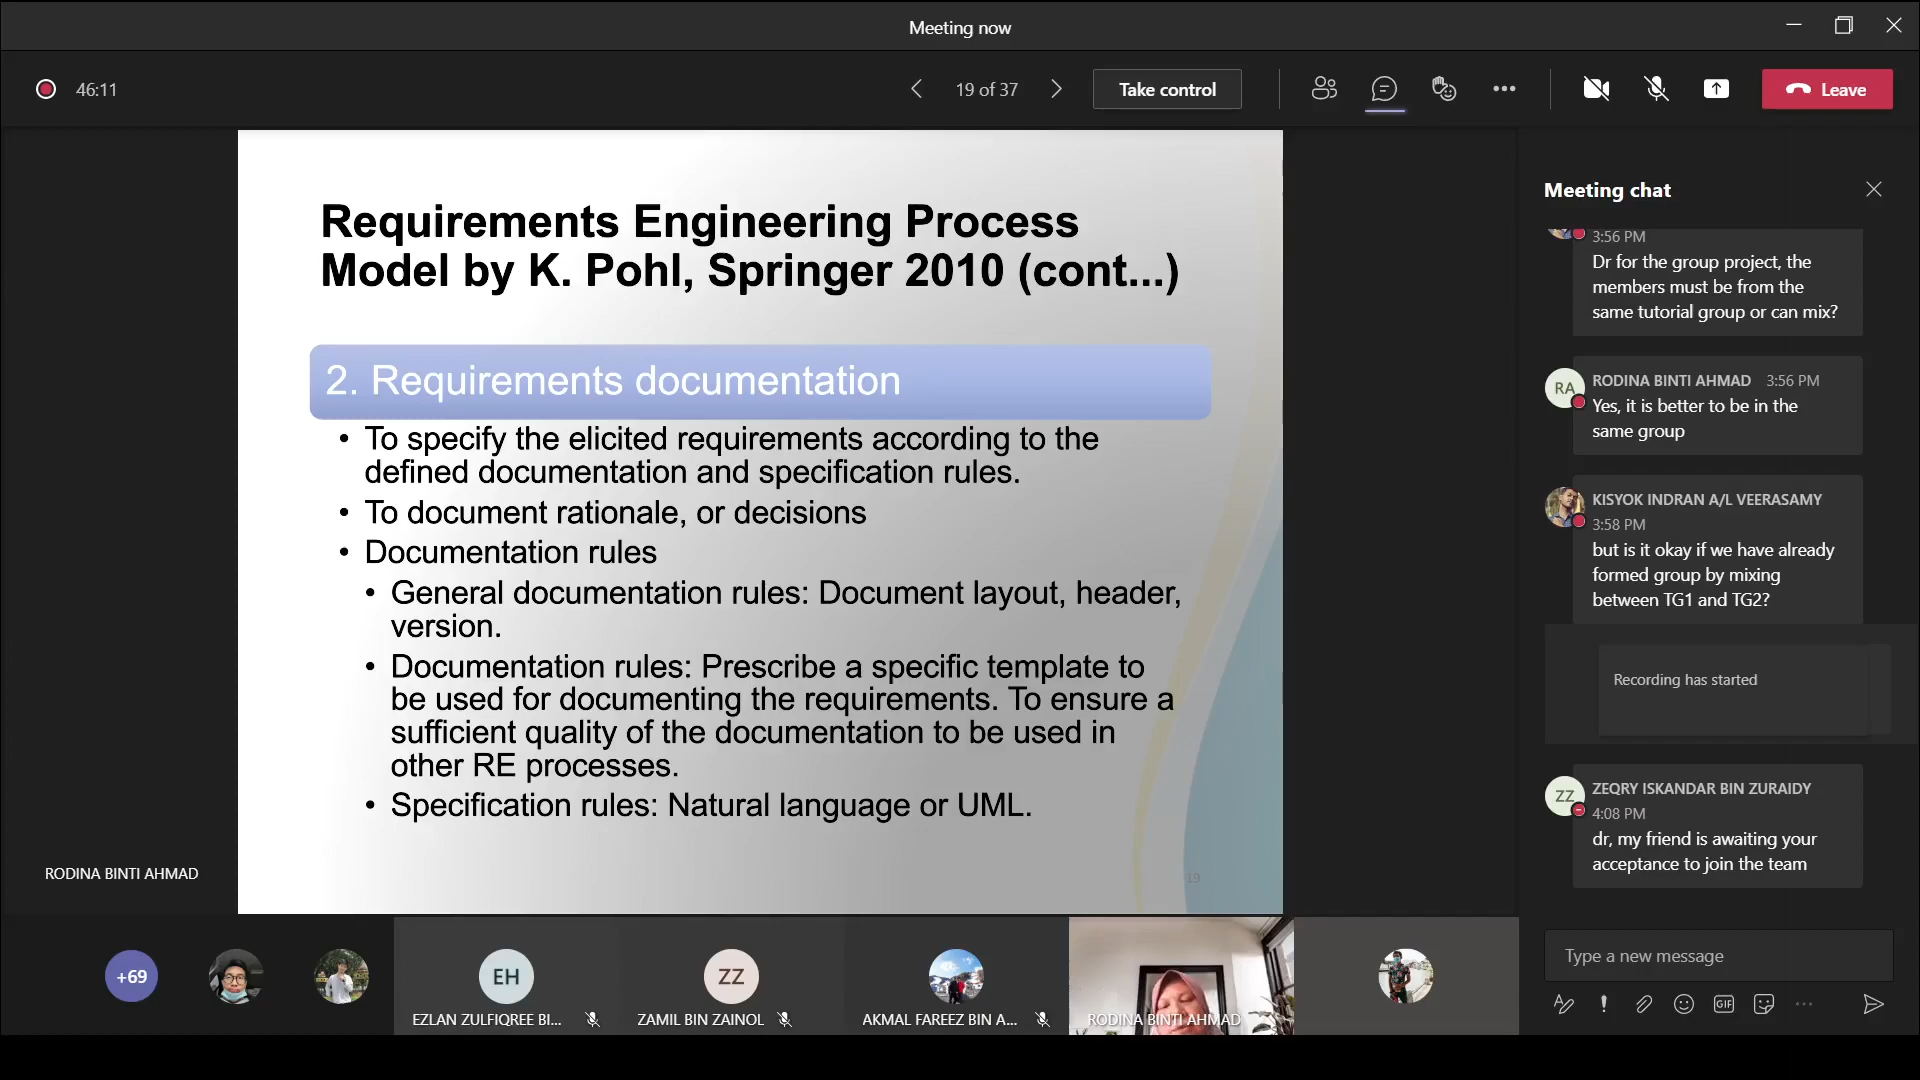 Meeting now
46:11
19 of 37
Take control
Leave
Requirements Engineering Process
Model by K. Pohl, Springer 2010 (cont...)
2. Requirements documentation
• To specify the elicited requirements according to the
defined documentation and specification rules.
• To document rationale, or decisions
• Documentation rules
• General documentation rules: Document layout, header,
version.
• Documentation rules: Prescribe a specific template to
be used for documenting the requirements. To ensure a
sufficient quality of the documentation to be used in
other RE processes.
• Specification rules: Natural language or UML.
19
RODINA BINTI AHMAD
+69
EH
EZLAN ZULFIQREE BI...
ZZ
ZAMIL BIN ZAINOL
AKMAL FAREEZ BIN A...
RODINA BINTI AHMAD
Meeting chat
3:56 PM
Dr for the group project, the
members must be from the
same tutorial group or can mix?
RA
RODINA BINTI AHMAD 3:56 PM
Yes, it is better to be in the
same group
KISYOK INDRAN A/L VEERASAMY
3:58 PM
but is it okay if we have already
formed group by mixing
between TG1 and TG2?
Recording has started
ZZ
ZEQRY ISKANDAR BIN ZURAIDY
4:08 PM
dr, my friend is awaiting your
acceptance to join the team
Type a new message
GIF